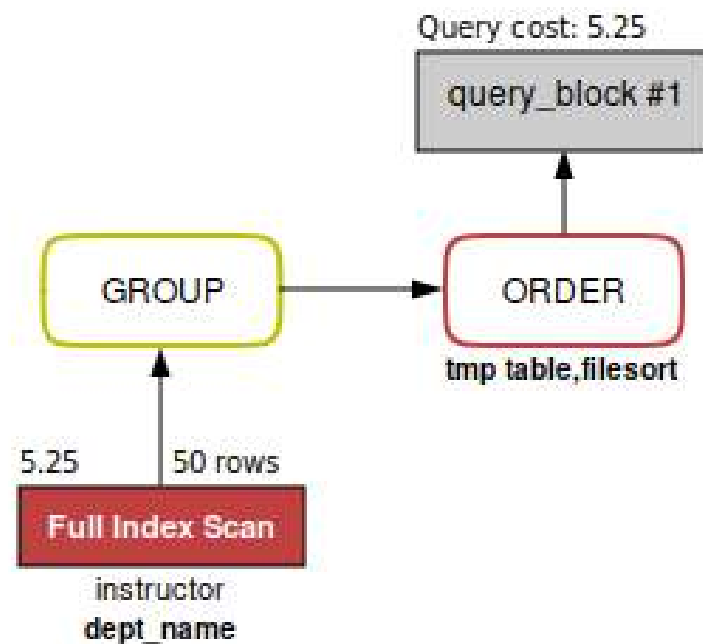 Query cost: 5.25
query_block #1
GROUP
ORDER
tmp table,filesort
5.25
50 rows
Full Index Scan
instructor
dept_name